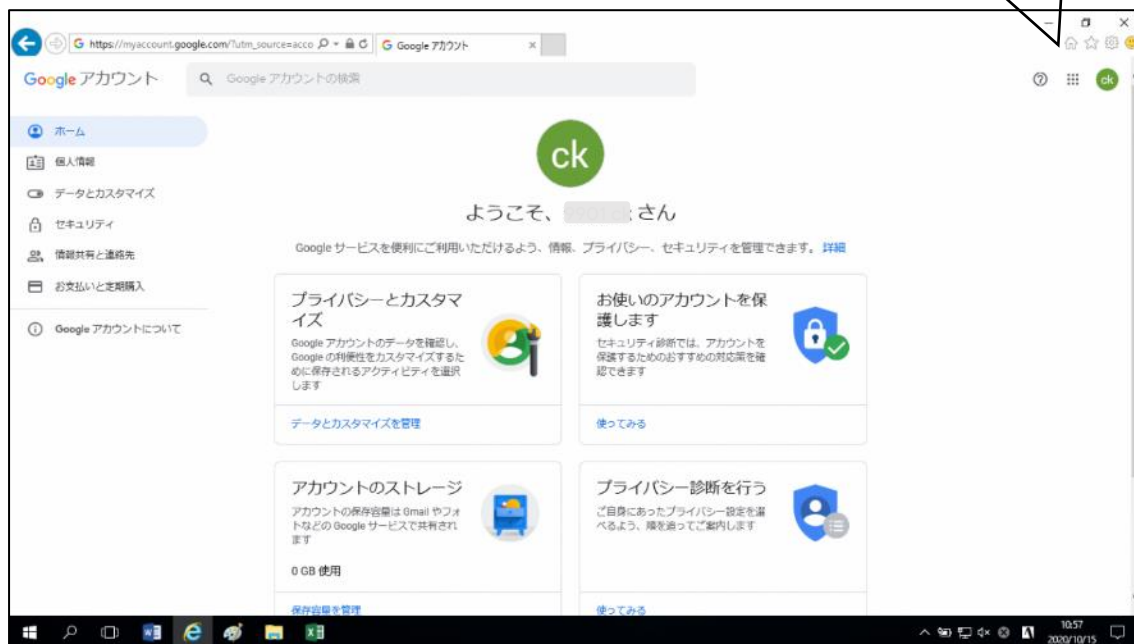 https://myaccount.google.com/?utm_source=acco
Google アカウント
Google アカウント
Google アカウントの検索
ck
ホーム
個人情報
データとカスタマイズ
セキュリティ
情報共有と連絡先
お支払いと定期購入
Google アカウントについて
ck
ようこそ、 さん
Google サービスを便利にご利用いただけるよう、情報、プライバシー、セキュリティを管理できます。 詳細
プライバシーとカスタマ
イズ
Google アカウントのデータを確認し、
Google の利便性をカスタマイズするた
めに保存されるアクティビティを選択
します
データとカスタマイズを管理
お使いのアカウントを保
護します
セキュリティ診断では、アカウントを
保護するためのおすすめの対応策を確
認できます
使ってみる
アカウントのストレージ
アカウントの保存容量は Gmail やフォ
トなどの Google サービスで共有され
ます
0 GB 使用
保存容量を管理
プライバシー診断を行う
ご自身にあったプライバシー設定を選
べるよう、順を追ってご案内します
使ってみる
A
10:57
2020/10/15